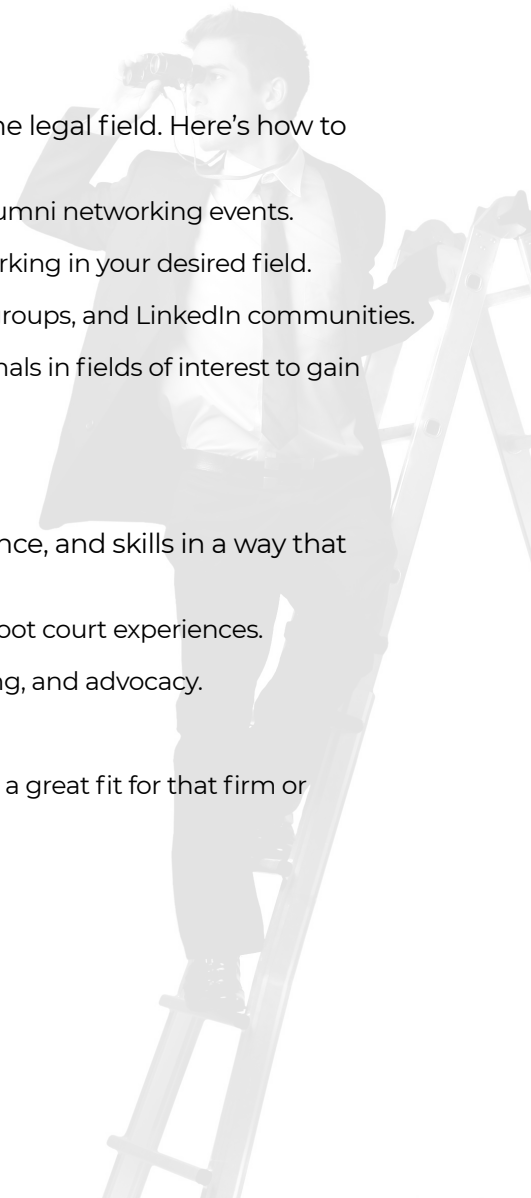 ne legal field. Here’s how to
umni networking events.
rking in your desired field.
roups, and LinkedIn communities.
nals in fields of interest to gain
nce, and skills in a way that
oot court experiences.
ng, and advocacy.
a great fit for that firm or